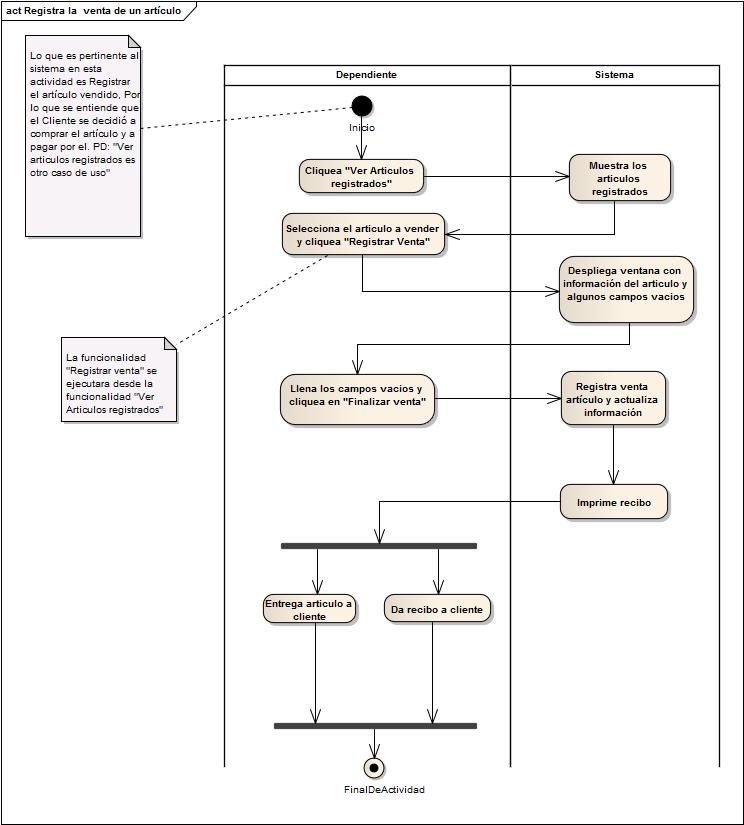 act Registra la venta de un artículo
Lo que es pertinente al
sistema en esta
actividad es Registrar
el artículo vendido, Por
lo que se entiende que
el Cliente se decidió a
comprar el artículo y a
pagar por el. PD: "Ver
articulos registrados es
otro caso de uso"
Dependiente
Sistema
Inicio
Cliquea "Ver Articulos
registrados"
Muestra los
articulos
registrados
Selecciona el articulo a vender
y cliquea "Registrar Venta"
Despliega ventana con
información del articulo y
algunos campos vacios
La funcionalidad
"Registrar venta" se
ejecutara desde la
funcionalidad "Ver
Articulos registrados"
Llena los campos vacios y
cliquea en "Finalizar venta"
Registra venta
artículo y actualiza
información
Imprime recibo
Entrega articulo a
cliente
Da recibo a cliente
FinalDeActividad